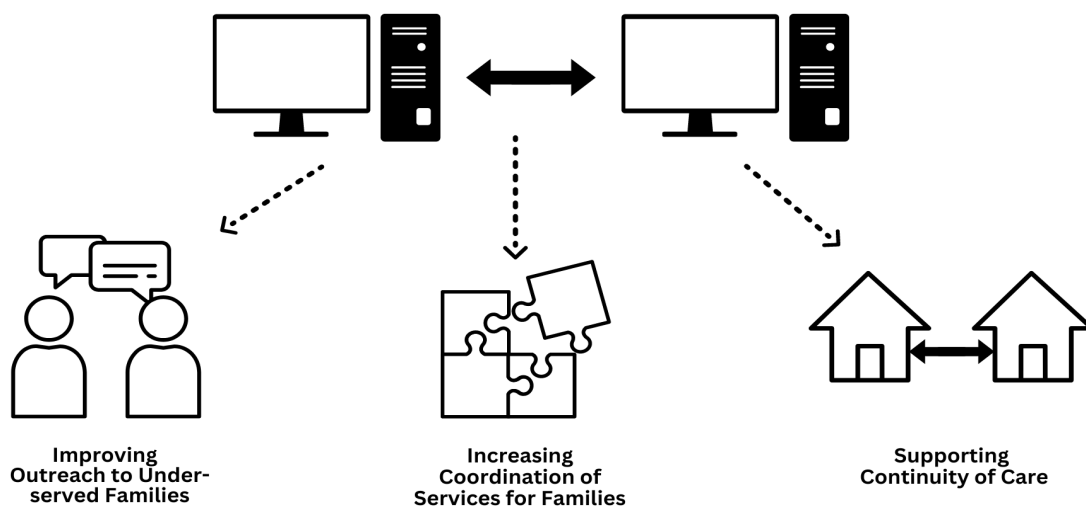 Improving
Outreach to Under-
served Families
Increasing
Coordination of
Services for Families
Supporting
Continuity of Care